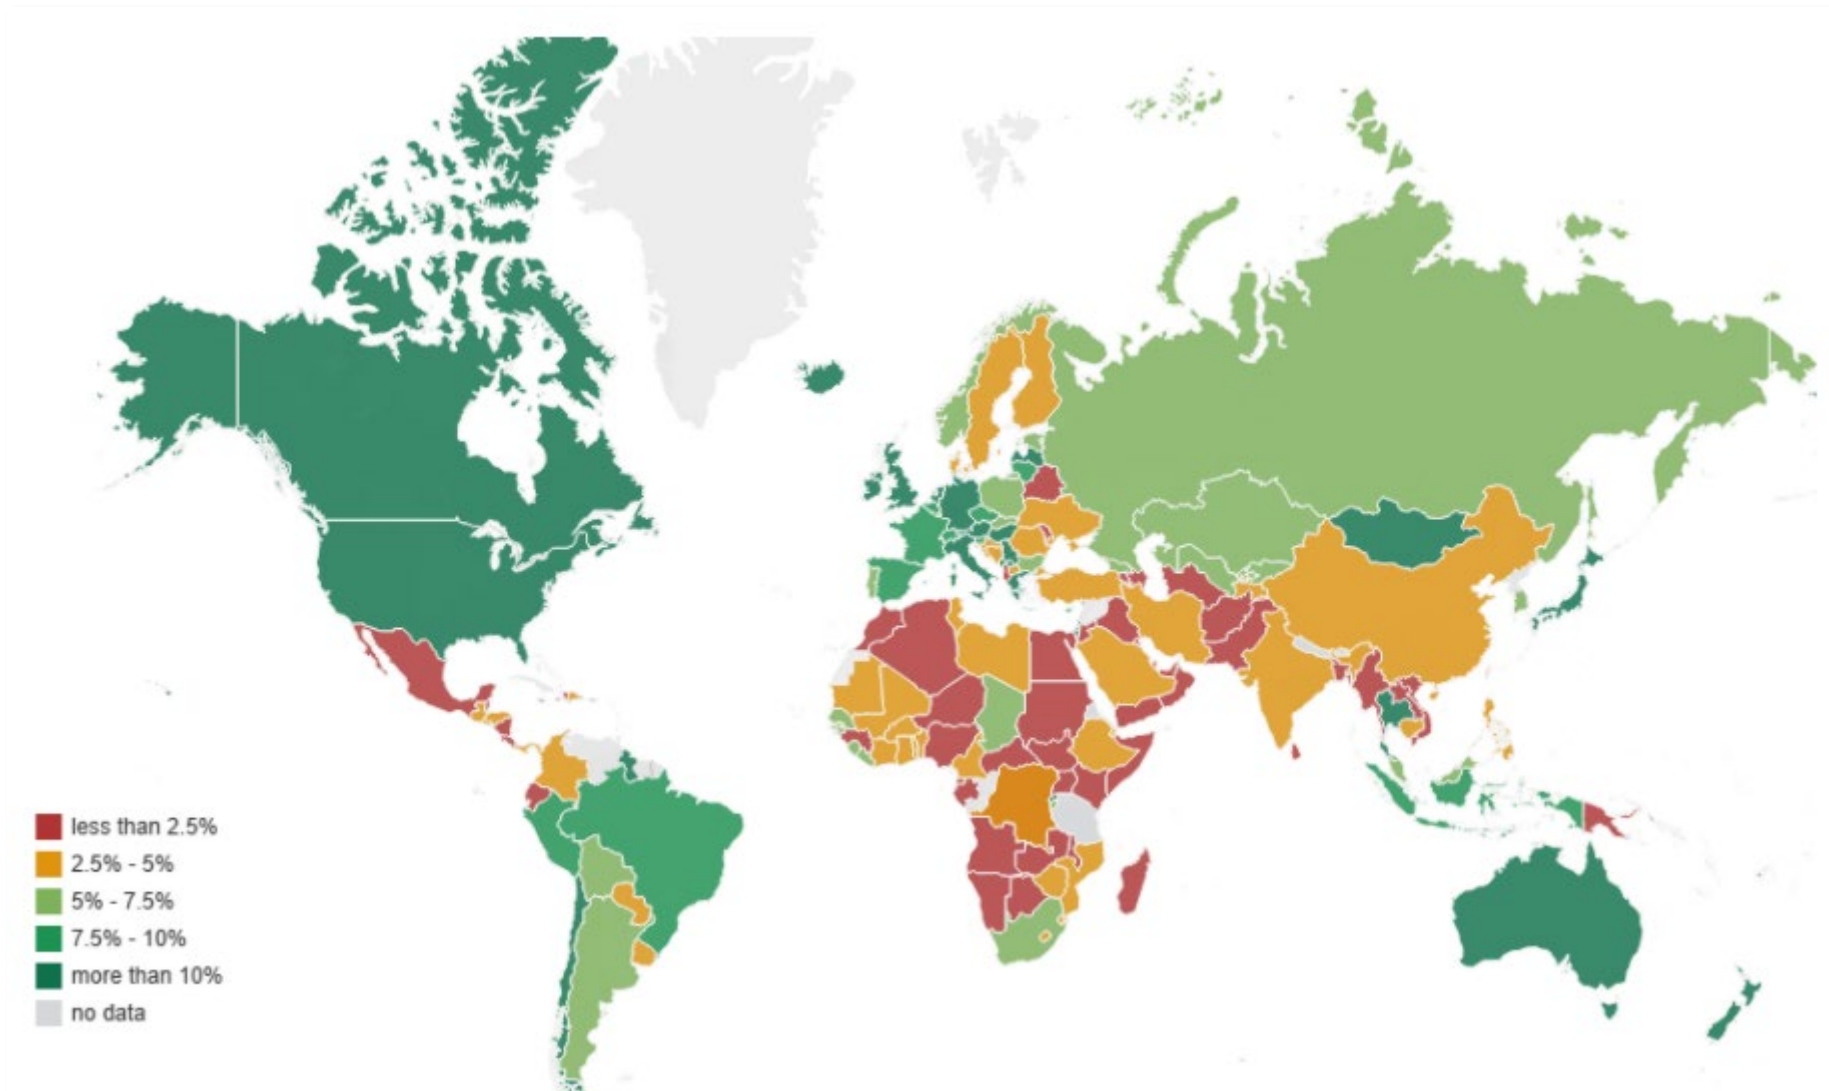 less than 2.5%
2.5% - 5%
5% - 7.5%
7.5% - 10%
more than 10%
no data